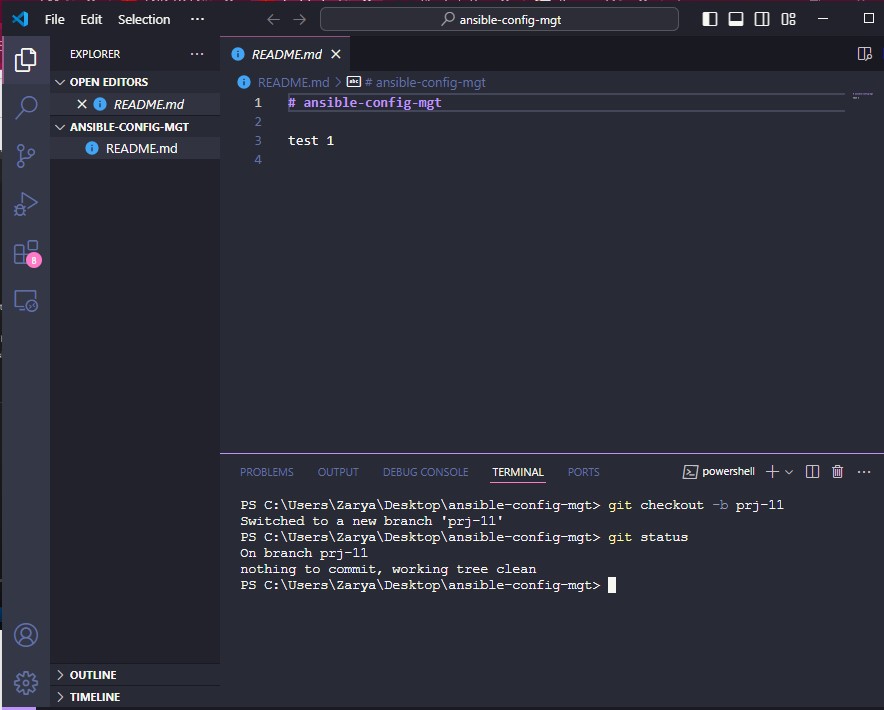 File Edit Selection ··· ansible-config-mgt
EXPLORER ···
OPEN EDITORS
README.md
ANSIBLE-CONFIG-MGT
README.md
8
OUTLINE
TIMELINE
README.md
README.md > # ansible-config-mgt
1 # ansible-config-mgt
2
3 test 1
4
PROBLEMS OUTPUT DEBUG CONSOLE TERMINAL PORTS powershell
PS C:\Users\Zarya\Desktop\ansible-config-mgt> git checkout -b prj-11
Switched to a new branch 'prj-11'
PS C:\Users\Zarya\Desktop\ansible-config-mgt> git status
On branch prj-11
nothing to commit, working tree clean
PS C:\Users\Zarya\Desktop\ansible-config-mgt>